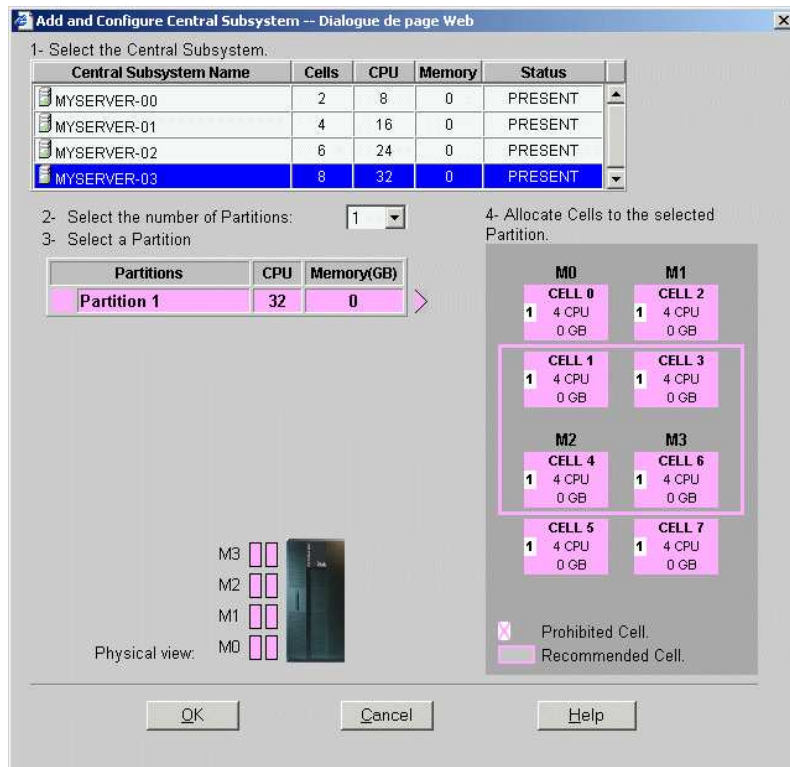 Add and Configure Central Subsystem -- Dialogue de page Web
1- Select the Central Subsystem.
Central Subsystem Name Cells CPU Memory Status
MYSERVER-00 2 8 0 PRESENT
MYSERVER-01 4 16 0 PRESENT
MYSERVER-02 6 24 0 PRESENT
MYSERVER-03 8 32 0 PRESENT
2- Select the number of Partitions: 1
3- Select a Partition
Partitions CPU Memory(GB)
Partition 1 32 0
4- Allocate Cells to the selected
Partition.
M0 M1
CELL 0 CELL 2
1 4 CPU 1 4 CPU
0 GB 0 GB
CELL 1 CELL 3
1 4 CPU 1 4 CPU
0 GB 0 GB
M2 M3
CELL 4 CELL 6
1 4 CPU 1 4 CPU
0 GB 0 GB
CELL 5 CELL 7
1 4 CPU 1 4 CPU
0 GB 0 GB
Prohibited Cell.
Recommended Cell.
M3
M2
M1
Physical view: M0
OK Cancel Help